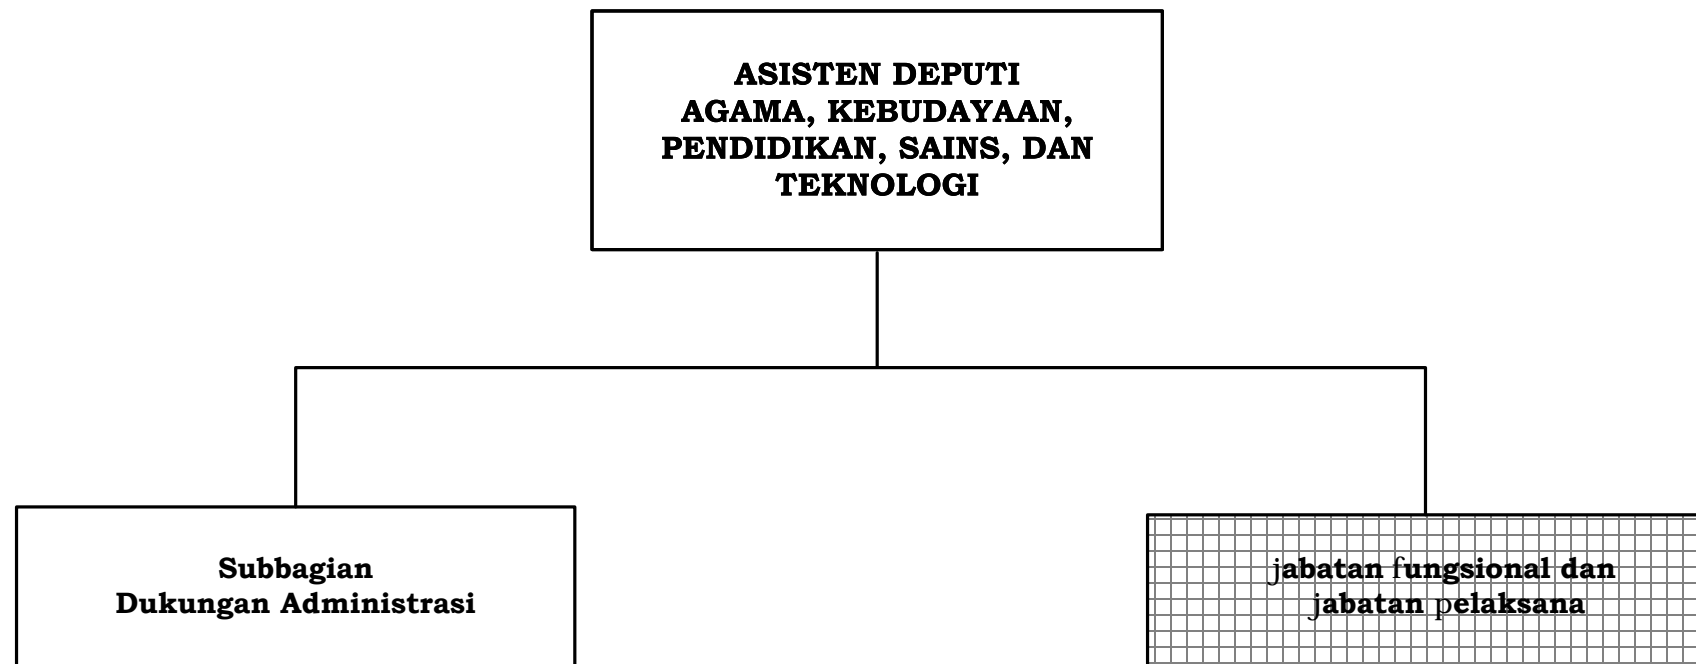 ASISTEN DEPUTI
AGAMA, KEBUDAYAAN,
PENDIDIKAN, SAINS, DAN
TEKNOLOGI
Subbagian
Dukungan Administrasi
jabatan fungsional dan
jabatan pelaksana